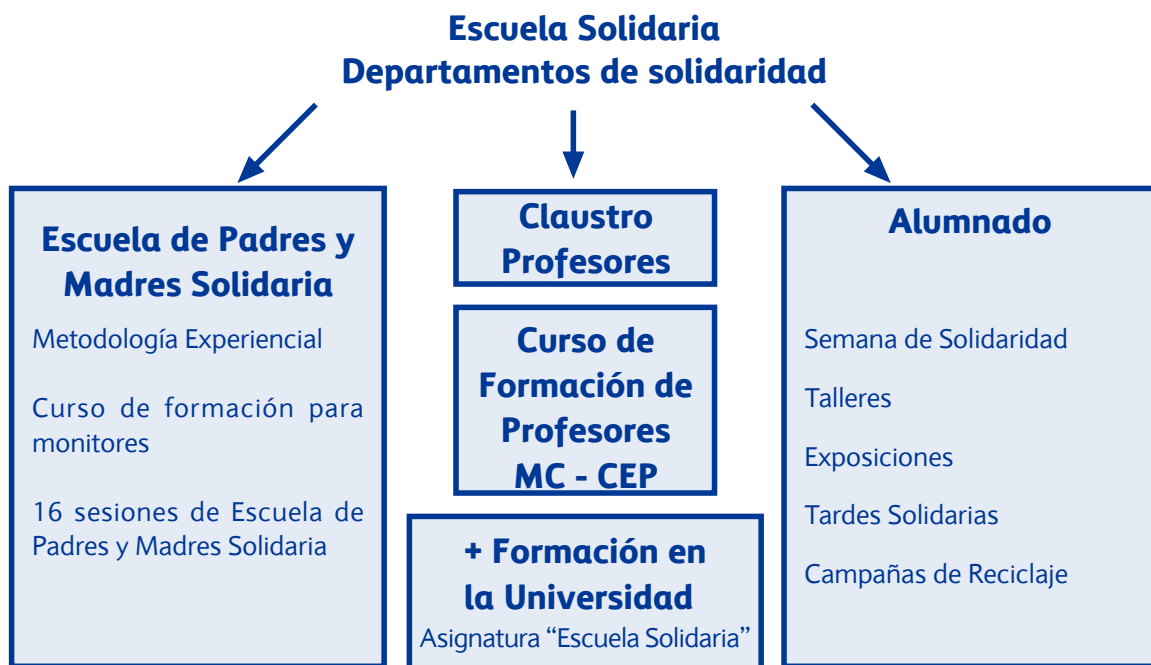 Escuela Solidaria
Departamentos de solidaridad
Escuela de Padres y
Madres Solidaria
Metodología Experiencial
Curso de formación para
monitores
16 sesiones de Escuela de
Padres y Madres Solidaria
Claustro
Profesores
Curso de
Formación de
Profesores
MC - CEP
+ Formación en
la Universidad
Asignatura “Escuela Solidaria”
Alumnado
Semana de Solidaridad
Talleres
Exposiciones
Tardes Solidarias
Campañas de Reciclaje